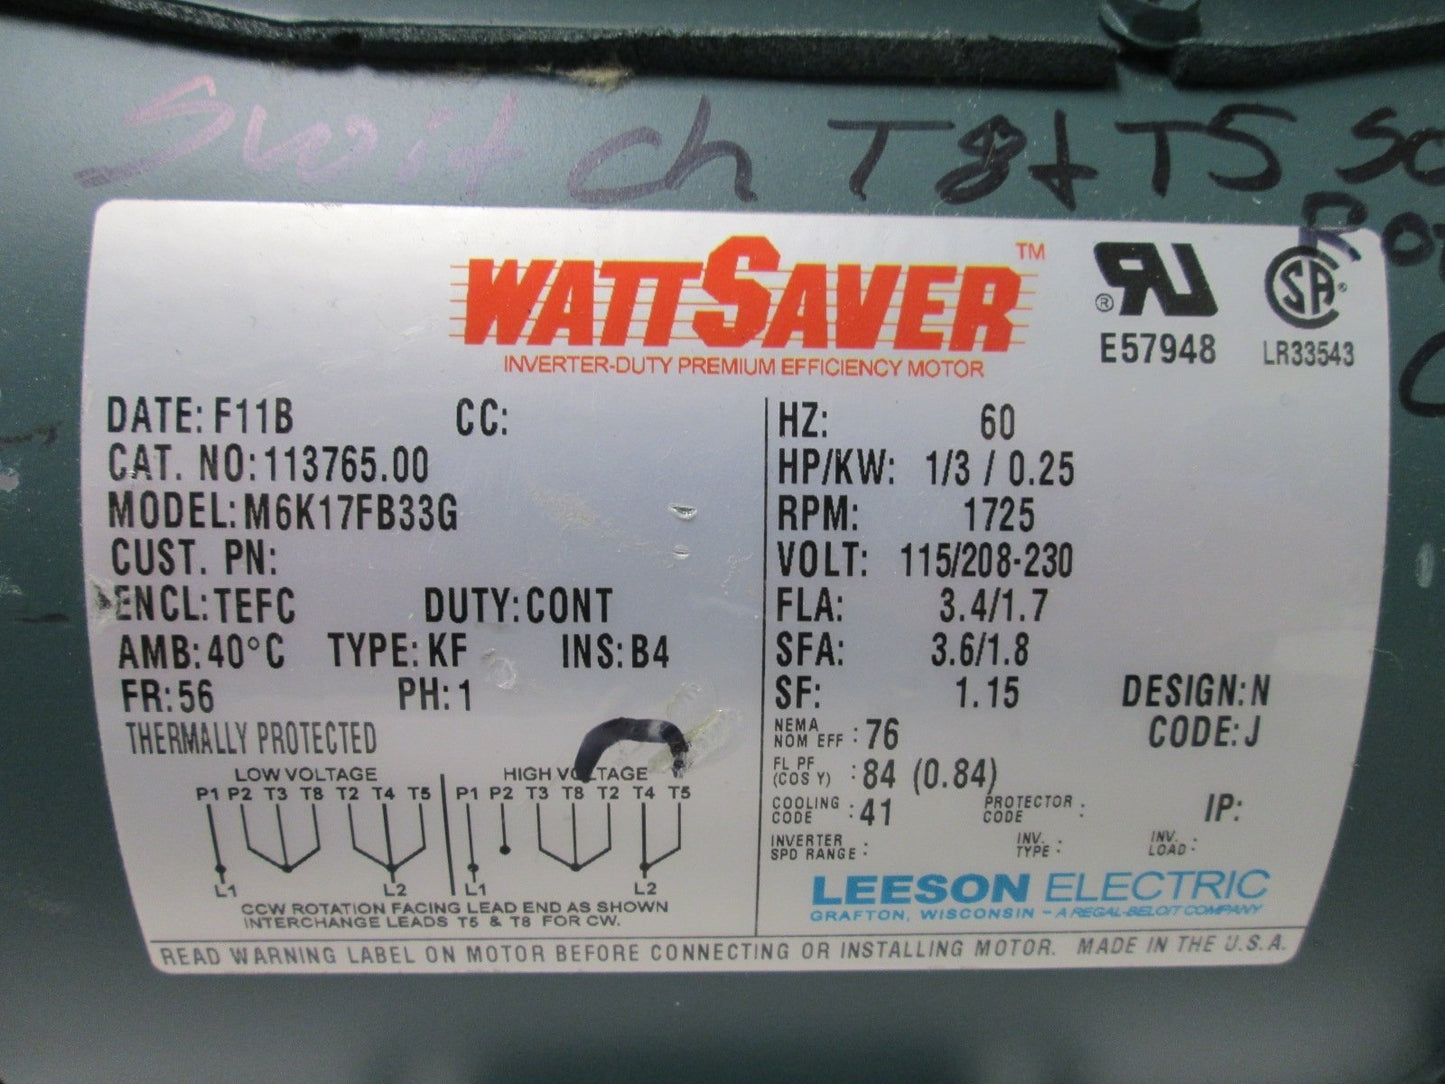 Switch T8 + T5 so
WATTSAVER™
INVERTER-DUTY PREMIUM EFFICIENCY MOTOR
®
E57948
LR33543
DATE: F11B CC:
CAT. NO: 113765.00
MODEL: M6K17FB33G
CUST. PN:
ENCL: TEFC DUTY: CONT
AMB: 40°C TYPE: KF INS: B4
FR: 56 PH: 1
THERMALLY PROTECTED
LOW VOLTAGE
P1 P2 T3 T8 T2 T4 T5
L1 L2
HIGH VOLTAGE
P1 P2 T3 T8 T2 T4 T5
L1 L2
CCW ROTATION FACING LEAD END AS SHOWN
INTERCHANGE LEADS T5 & T8 FOR CW.
HZ: 60
HP/KW: 1/3 / 0.25
RPM: 1725
VOLT: 115/208-230
FLA: 3.4/1.7
SFA: 3.6/1.8
SF: 1.15 DESIGN: N
NEMA NOM EFF : 76 CODE: J
FL PF (COS Y) : 84 (0.84)
COOLING CODE : 41 PROTECTOR CODE : IP:
INVERTER SPD RANGE : INV. TYPE : INV. LOAD :
LEESON ELECTRIC
GRAFTON, WISCONSIN - A REGAL-BELOIT COMPANY
READ WARNING LABEL ON MOTOR BEFORE CONNECTING OR INSTALLING MOTOR. MADE IN THE U.S.A.